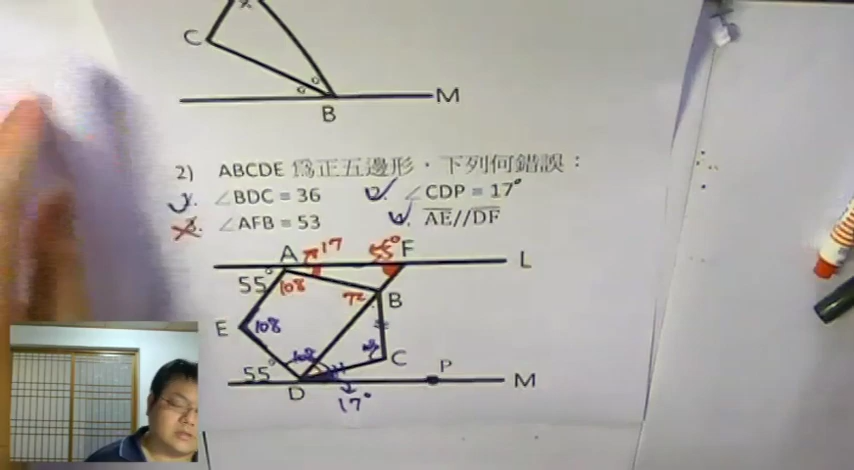 C
x
M
B
2) ABCDE 為正五邊形,下列何錯誤:
∠BDC = 36 ∠CDP = 17°
3. ∠AFB = 53 AE//DF
A 17 55° F L
55° 108 72 B
E 108
108 C
55° P
D 17° M